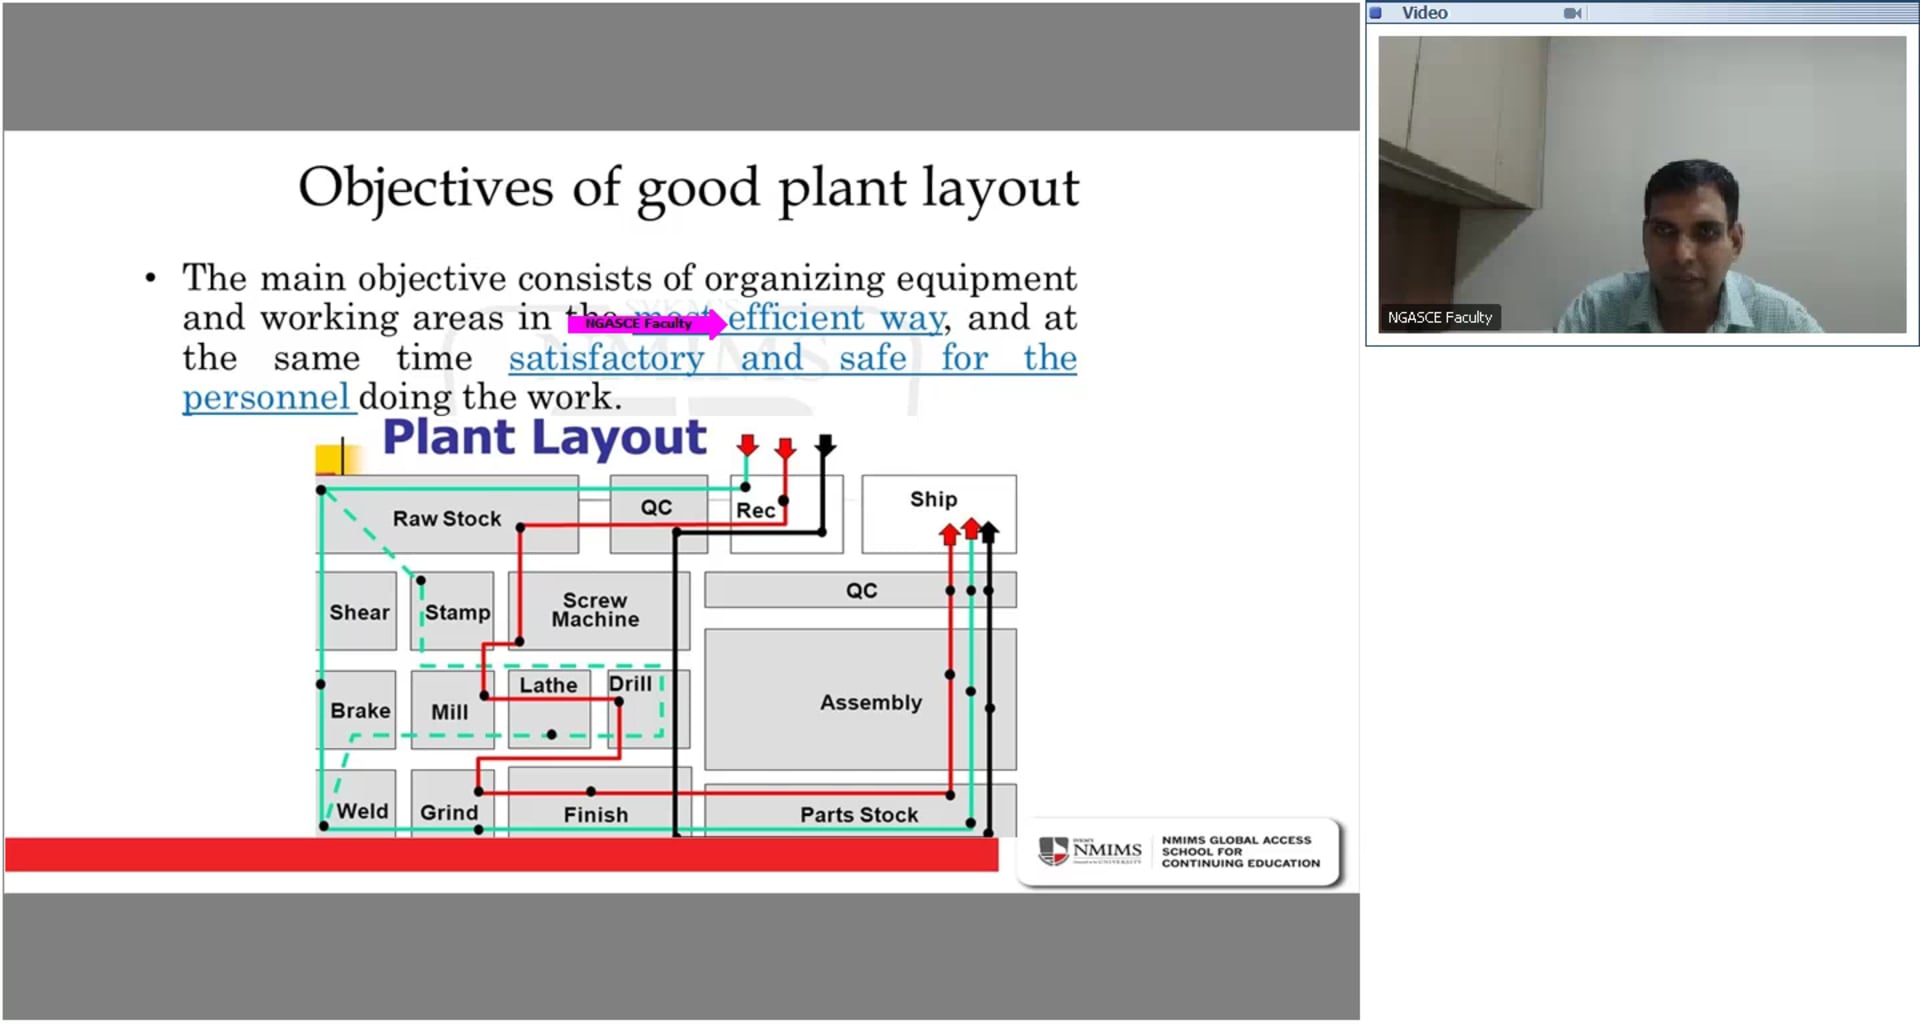 Video
Objectives of good plant layout
• The main objective consists of organizing equipment
and working areas in the most efficient way, and at
NGASCE Faculty
the same time satisfactory and safe for the
personnel doing the work.
Plant Layout
Raw Stock
QC
Rec
Ship
Shear
Stamp
Screw
Machine
QC
Brake
Mill
Lathe
Drill
Assembly
Weld
Grind
Finish
Parts Stock
NMIMS
NMIMS GLOBAL ACCESS
SCHOOL FOR
CONTINUING EDUCATION
NGASCE Faculty